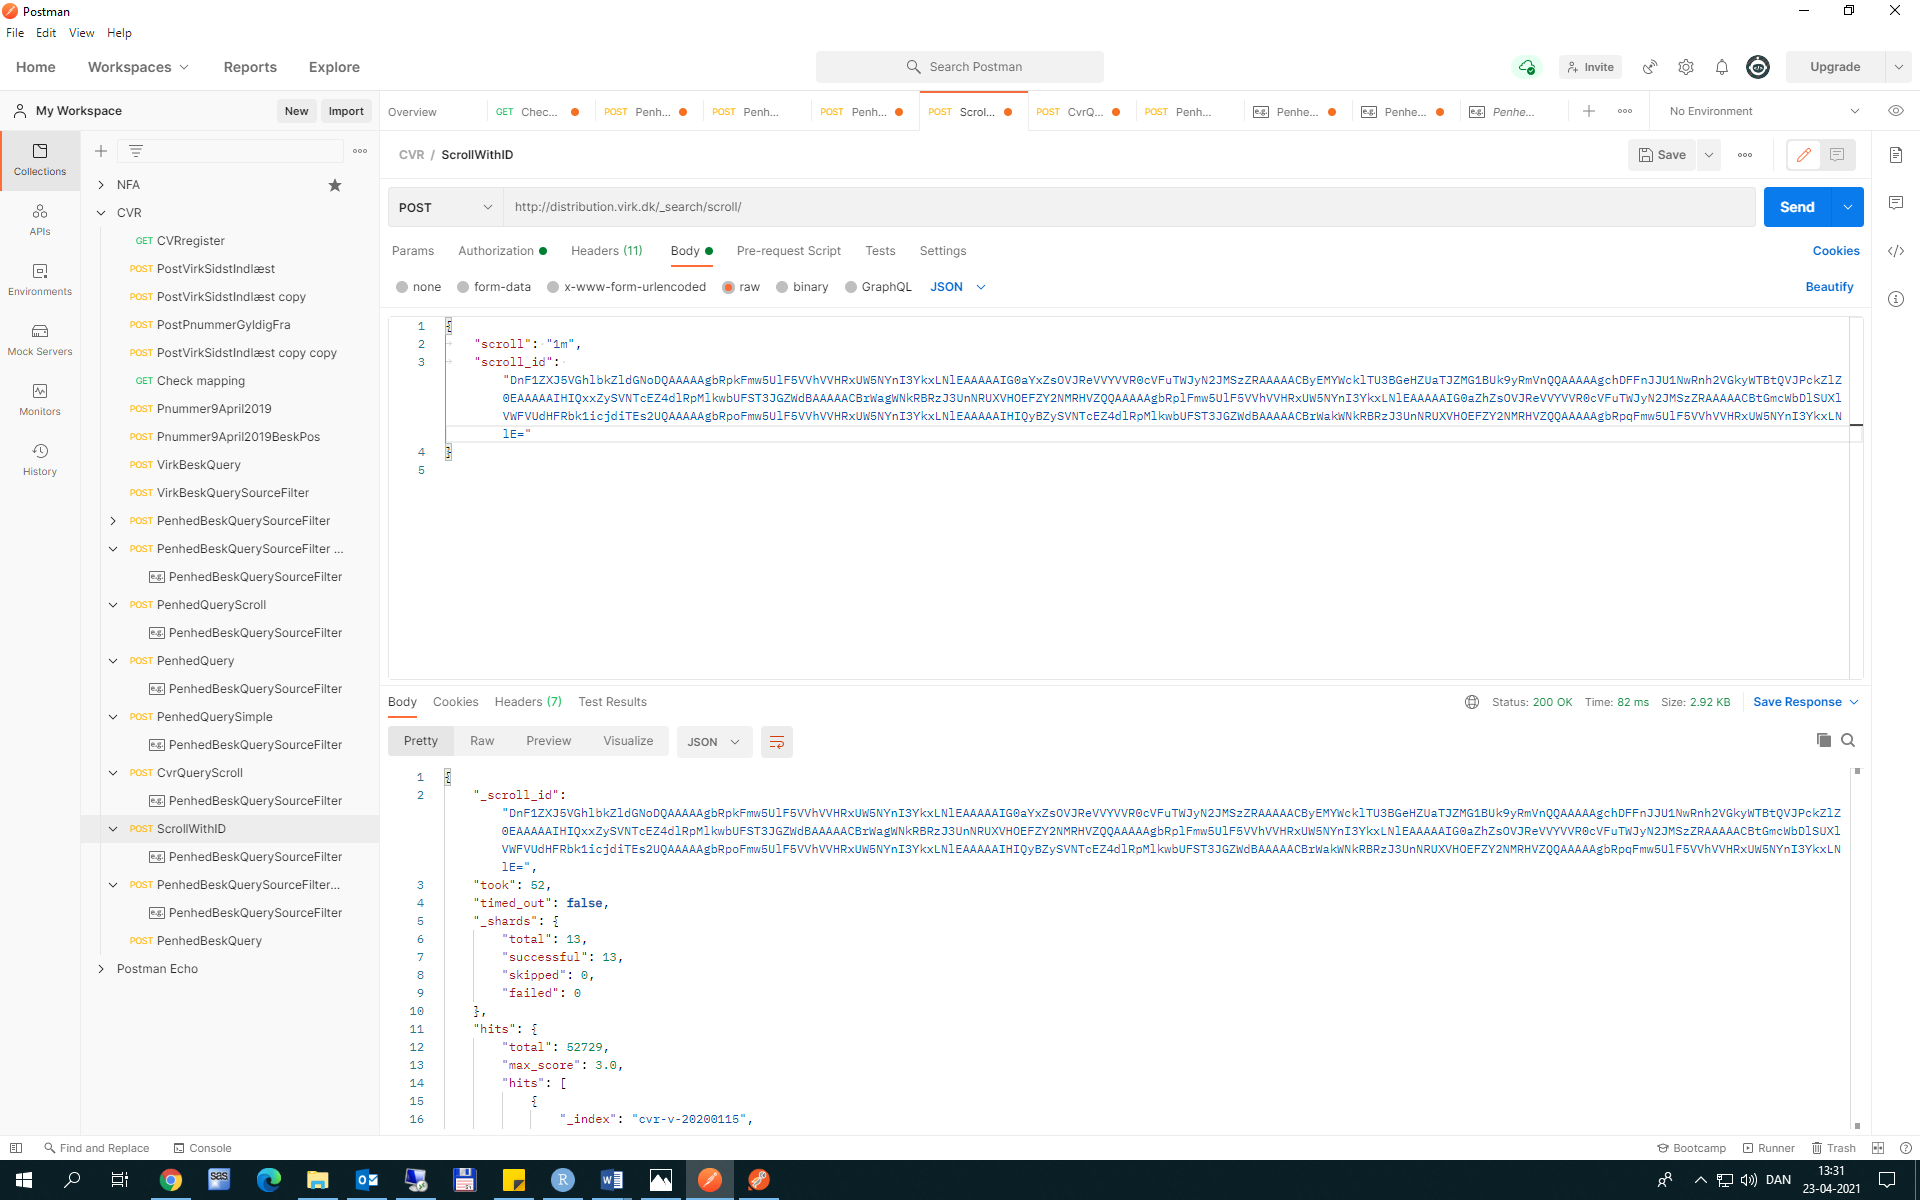 Postman
File Edit View Help
Home Workspaces Reports Explore Search Postman Invite Upgrade
My Workspace New Import
Overview GET Chec... POST Penh... POST Penh... POST Penh... POST Scrol... POST CvrQ... POST Penh... e.g. Penhe... e.g. Penhe... e.g. Penhe... No Environment
Collections
APIs
Environments
Mock Servers
Monitors
History
NFA
CVR
GET CVRregister
POST PostVirkSidstIndlæst
POST PostVirkSidstIndlæst copy
POST PostPnummerGyldigFra
POST PostVirkSidstIndlæst copy copy
GET Check mapping
POST Pnummer9April2019
POST Pnummer9April2019BeskPos
POST VirkBeskQuery
POST VirkBeskQuerySourceFilter
POST PenhedBeskQuerySourceFilter
POST PenhedBeskQuerySourceFilter ...
e.g. PenhedBeskQuerySourceFilter
POST PenhedQueryScroll
e.g. PenhedBeskQuerySourceFilter
POST PenhedQuery
e.g. PenhedBeskQuerySourceFilter
POST PenhedQuerySimple
e.g. PenhedBeskQuerySourceFilter
POST CvrQueryScroll
e.g. PenhedBeskQuerySourceFilter
POST ScrollWithID
e.g. PenhedBeskQuerySourceFilter
POST PenhedBeskQuerySourceFilter...
e.g. PenhedBeskQuerySourceFilter
POST PenhedBeskQuery
Postman Echo
CVR / ScrollWithID Save
POST http://distribution.virk.dk/_search/scroll/ Send
Params Authorization Headers (11) Body Pre-request Script Tests Settings Cookies
none form-data x-www-form-urlencoded raw binary GraphQL JSON Beautify
1 {
2 "scroll": "1m",
3 "scroll_id":
4 }
5
Body Cookies Headers (7) Test Results Status: 200 OK Time: 82 ms Size: 2.92 KB Save Response
Pretty Raw Preview Visualize JSON
1 {
2 "_scroll_id":
3 "took": 52,
4 "timed_out": false,
5 "_shards": {
6 "total": 13,
7 "successful": 13,
8 "skipped": 0,
9 "failed": 0
10 },
11 "hits": {
12 "total": 52729,
13 "max_score": 3.0,
14 "hits": [
15 {
16 "_index": "cvr-v-20200115",
Find and Replace Console Bootcamp Runner Trash
DAN 13:31
23-04-2021